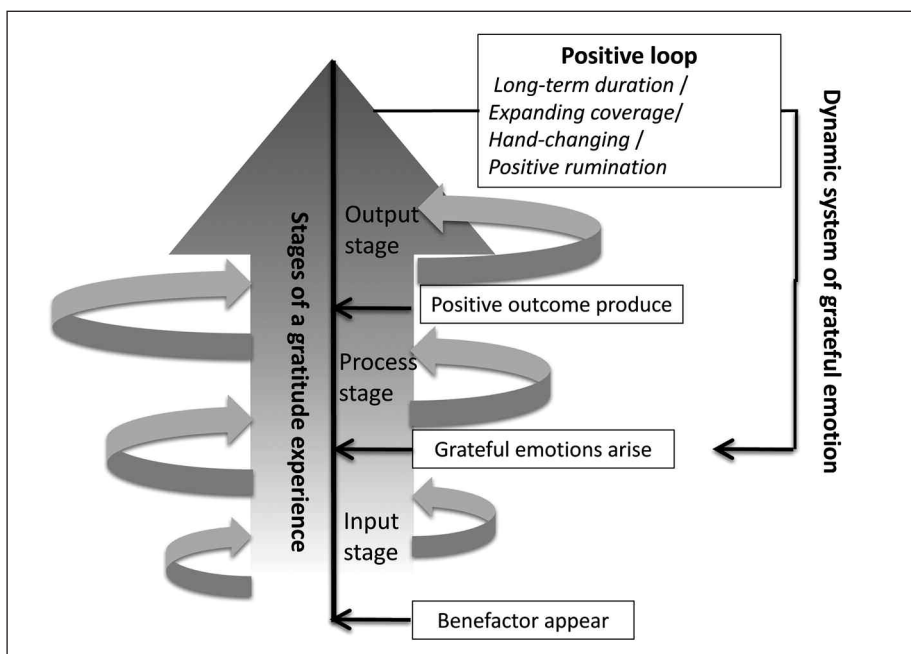 Positive loop
Long-term duration /
Expanding coverage/
Hand-changing /
Positive rumination
Dynamic system of grateful emotion
Stages of a gratitude experience
Output
stage
Positive outcome produce
Process
stage
Grateful emotions arise
Input
stage
Benefactor appear